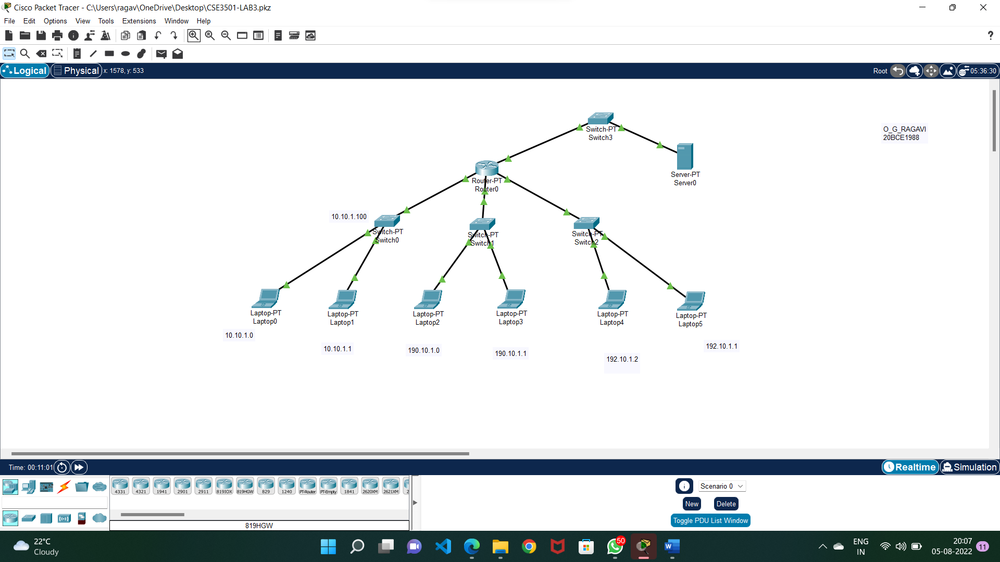 Cisco Packet Tracer - C:\Users\ragav\OneDrive\Desktop\CSE3501-LAB3.pkz
File Edit Options View Tools Extensions Window Help
?
Logical Physical x: 1578, y: 533
Root 05:36:30
Switch-PT
Switch3
O_G_RAGAVI
20BCE1988
Server-PT
Server0
Router-PT
Router0
10.10.1.100
Switch-PT
Switch0
Switch-PT
Switch1
Switch-PT
Switch2
Laptop-PT
Laptop0
Laptop-PT
Laptop1
Laptop-PT
Laptop2
Laptop-PT
Laptop3
Laptop-PT
Laptop4
Laptop-PT
Laptop5
10.10.1.0
10.10.1.1
190.10.1.0
190.10.1.1
192.10.1.2
192.10.1.1
Time: 00:11:01
Realtime Simulation
4331 4321 1941 2901 2911 819IOX 819HGW 829 1240 PT-Router PT-Empty 1841 2620XM 2621XM 2
819HGW
Scenario 0
New Delete
Toggle PDU List Window
22°C
Cloudy
50
ENG
IN
20:07
05-08-2022
11